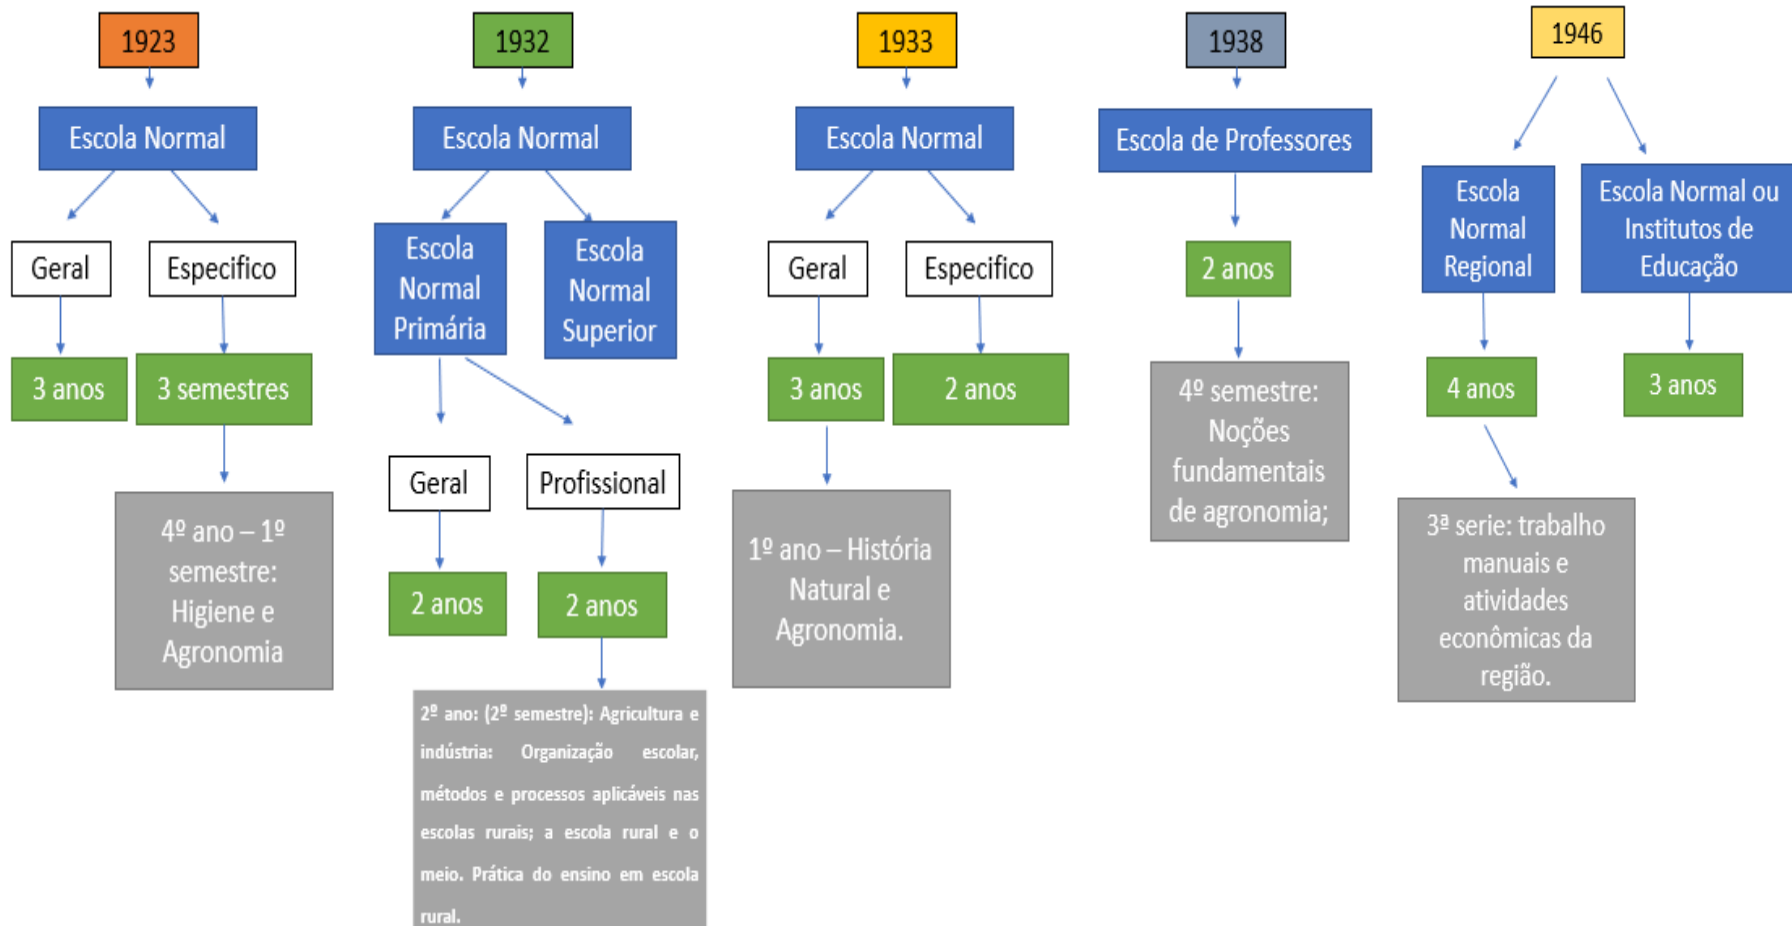 1923
Escola Normal
Geral
Especifico
3 anos
3 semestres
4º ano – 1º
semestre:
Higiene e
Agronomia
1932
Escola Normal
Escola
Normal
Primária
Escola
Normal
Superior
Geral
Profissional
2 anos
2 anos
2º ano: (2º semestre): Agricultura e
indústria: Organização escolar,
métodos e processos aplicáveis nas
escolas rurais; a escola rural e o
meio. Prática do ensino em escola
rural.
1933
Escola Normal
Geral
Especifico
3 anos
2 anos
1º ano – História
Natural e
Agronomia.
1938
Escola de Professores
2 anos
4º semestre:
Noções
fundamentais
de agronomia;
1946
Escola
Normal
Regional
Escola Normal ou
Institutos de
Educação
4 anos
3 anos
3ª serie: trabalho
manuais e
atividades
econômicas da
região.